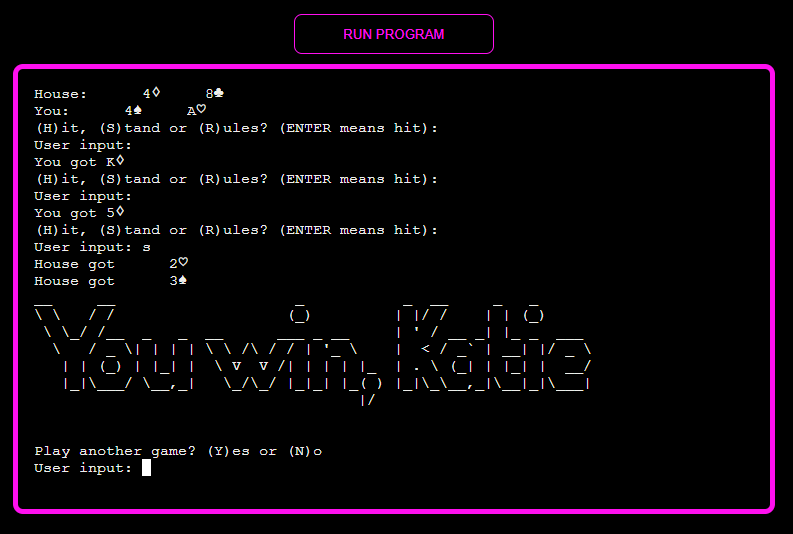 RUN PROGRAM
House: 4♢ 8♣
You: 4♠ A♡
(H)it, (S)tand or (R)ules? (ENTER means hit):
User input:
You got K♢
(H)it, (S)tand or (R)ules? (ENTER means hit):
User input:
You got 5♢
(H)it, (S)tand or (R)ules? (ENTER means hit):
User input: s
House got 2♡
House got 3♠
You win, Katie
Play another game? (Y)es or (N)o
User input: